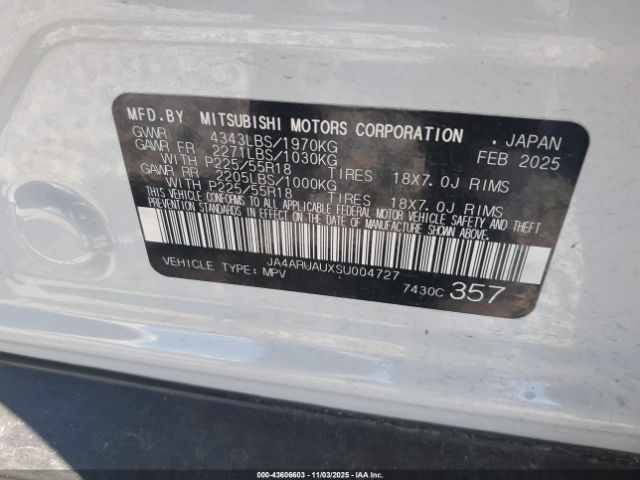 MFD.BY MITSUBISHI MOTORS CORPORATION , JAPAN
GVWR 4343LBS/1970KG FEB 2025
GAWR FR 2271LBS/1030KG
WITH P225/55R18 TIRES 18X7.0J RIMS
GAWR RR 2205LBS/1000KG
WITH P225/55R18 TIRES 18X7.0J RIMS
THIS VEHICLE CONFORMS TO ALL APPLICABLE FEDERAL MOTOR VEHICLE SAFETY AND THEFT
PREVENTION STANDARDS IN EFFECT ON THE DATE OF MANUFACTURE SHOWN ABOVE.
JA4ARUAUXSU004727
VEHICLE TYPE: MPV 7430C 357
00-43606603 - 11/03/2025 - IAAI.COM